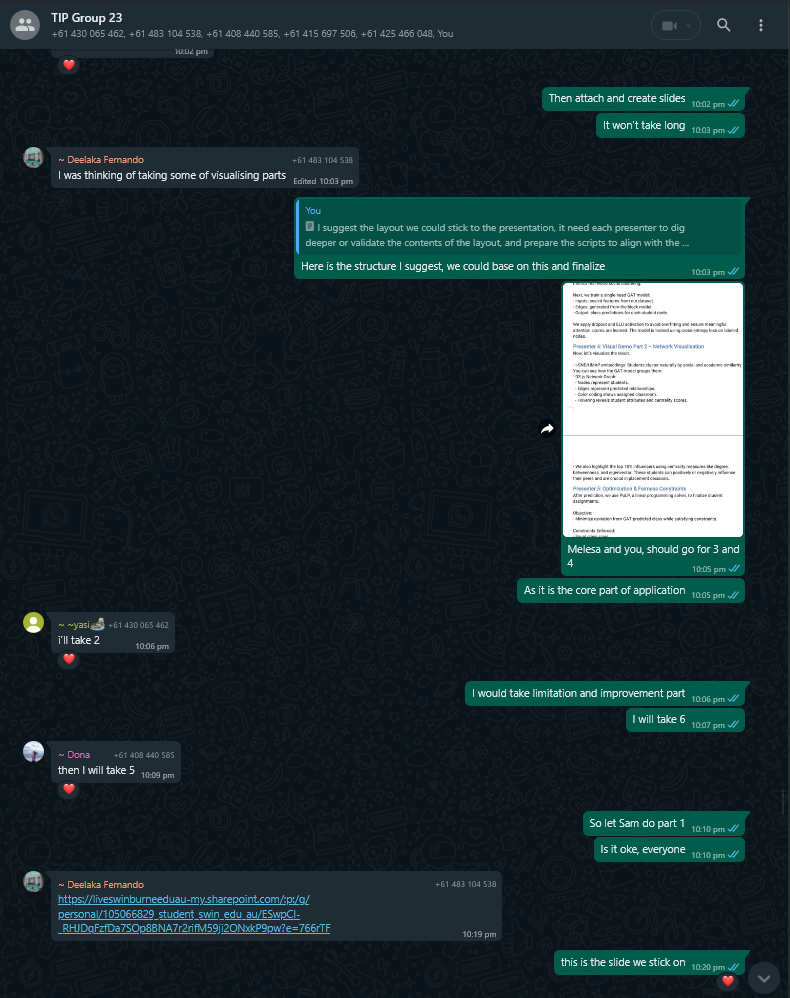 TIP Group 23
+61 430 065 462, +61 483 104 538, +61 408 440 585, +61 415 697 506, +61 425 466 048, You
10:02 pm
Then attach and create slides 10:02 pm
It won't take long 10:03 pm
~ Deelaka Fernando +61 483 104 538
I was thinking of taking some of visualising parts Edited 10:03 pm
You
I suggest the layout we could stick to the presentation, it need each presenter to dig
deeper or validate the contents of the layout, and prepare the scripts to align with the ...
Here is the structure I suggest, we could base on this and finalize
10:03 pm
Next, we train a single-head GAT model:
- Inputs: scaled features from our dataset.
- Edges: generated from the block model.
- Output: class predictions for each student node.
We apply dropout and ELU activation to avoid overfitting and ensure meaningful
attention scores are learned. The model is trained using cross-entropy loss on labeled
nodes.
Presenter 4: Visual Demo Part 2 – Network Visualisation
Now, let's visualize the result.
- t-SNE/UMAP embeddings: Students cluster naturally by social and academic similarity.
You can see how the GAT model groups them.
- D3.js Network Graph:
- Nodes represent students.
- Edges represent predicted relationships.
- Color coding shows assigned classroom.
- Hovering reveals student attributes and centrality scores.
- We also highlight the top 10% influencers using centrality measures like degree,
betweenness, and eigenvector. These students can positively or negatively influence
their peers and are crucial in placement decisions.
Presenter 5: Optimization & Fairness Constraints
After prediction, we use PuLP, a linear programming solver, to finalize student
assignments.
Objective:
- Minimize deviation from GAT predicted class while satisfying constraints.
Constraints Enforced:
Melesa and you, should go for 3 and
4
10:05 pm
As it is the core part of application 10:05 pm
~ ~yasi +61 430 065 462
i'll take 2
10:06 pm
I would take limitation and improvement part 10:06 pm
I will take 6 10:07 pm
~ Dona +61 408 440 585
then I will take 5 10:09 pm
So let Sam do part 1 10:10 pm
Is it oke, everyone 10:10 pm
~ Deelaka Fernando +61 483 104 538
https://liveswinburneeduau-my.sharepoint.com/:p:/g/
personal/105066829_student_swin_edu_au/ESwpCl-
_RHJDqFzfDa7SOp8BNA7r2rifM59ji2ONxkP9pw?e=766rTF
10:19 pm
this is the slide we stick on 10:20 pm